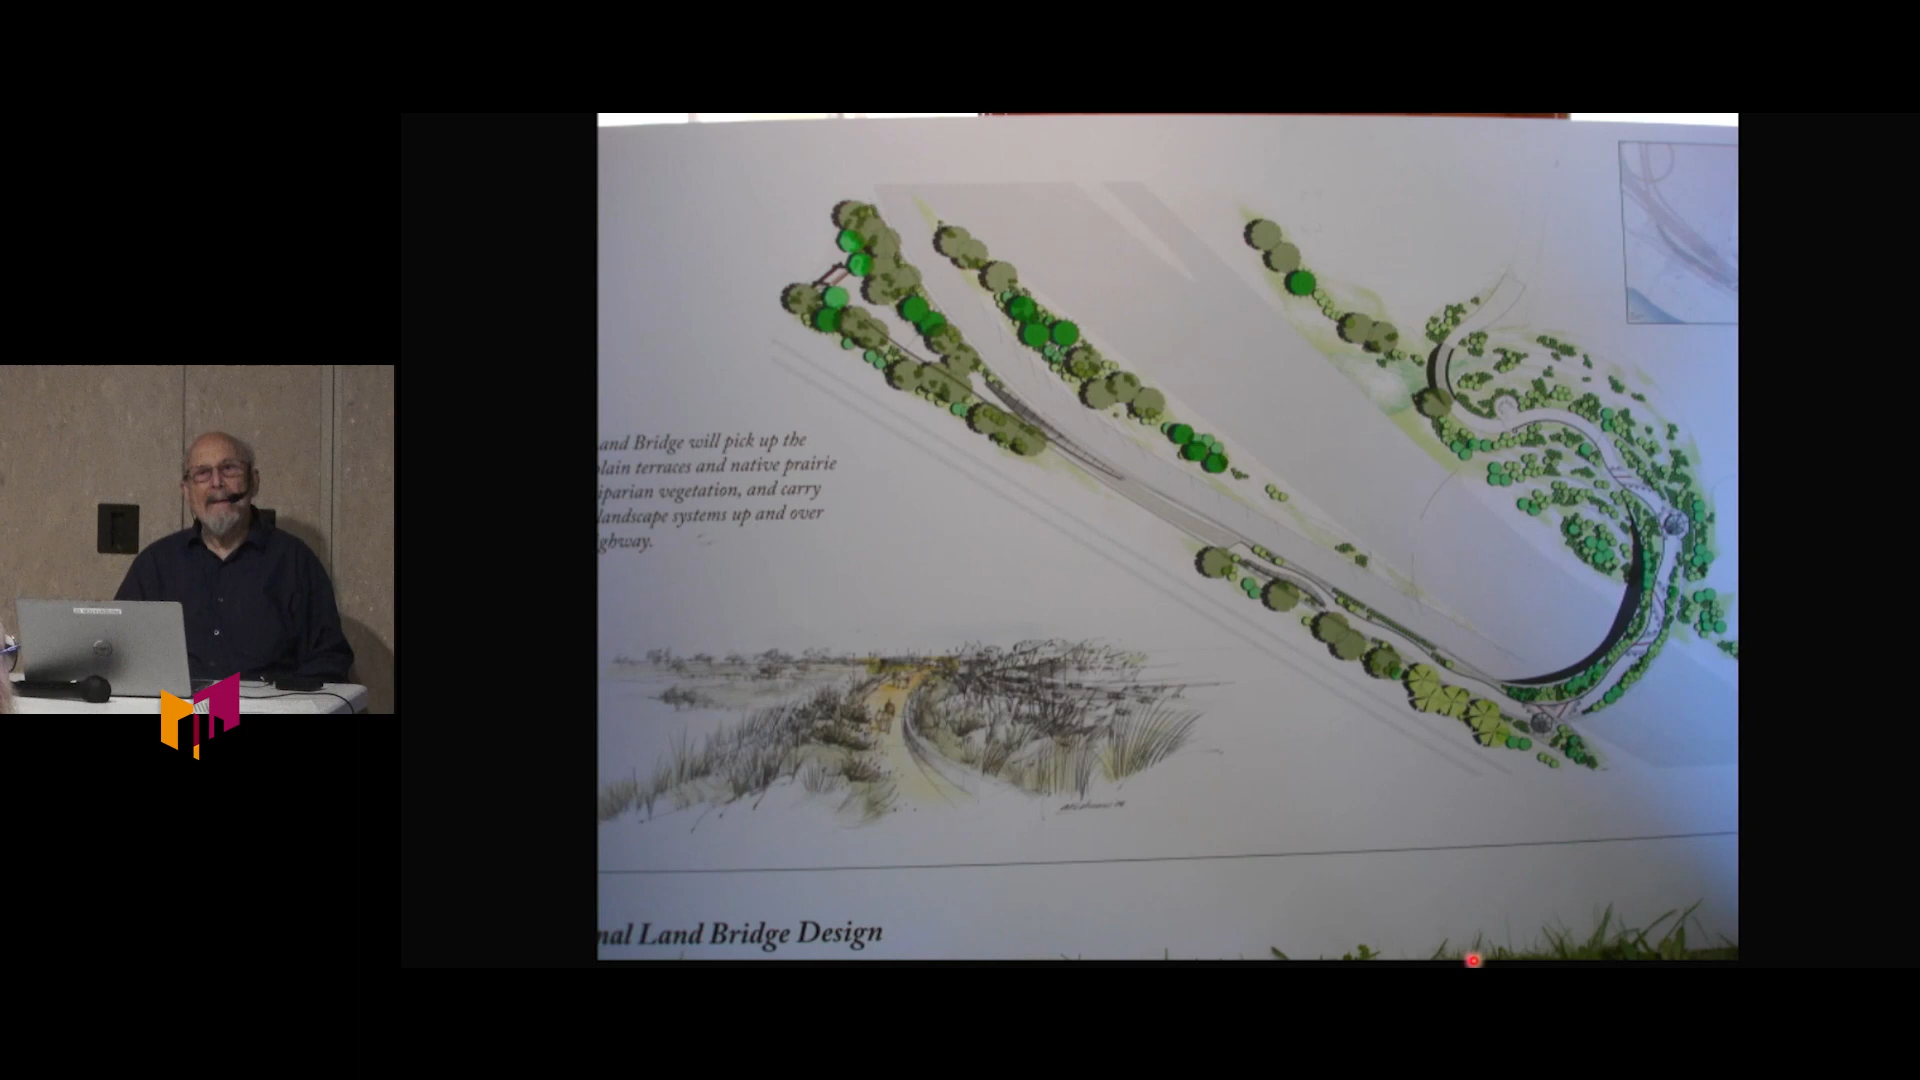 and Bridge will pick up the
plain terraces and native prairie
iparian vegetation, and carry
landscape systems up and over
ghway.
nal Land Bridge Design